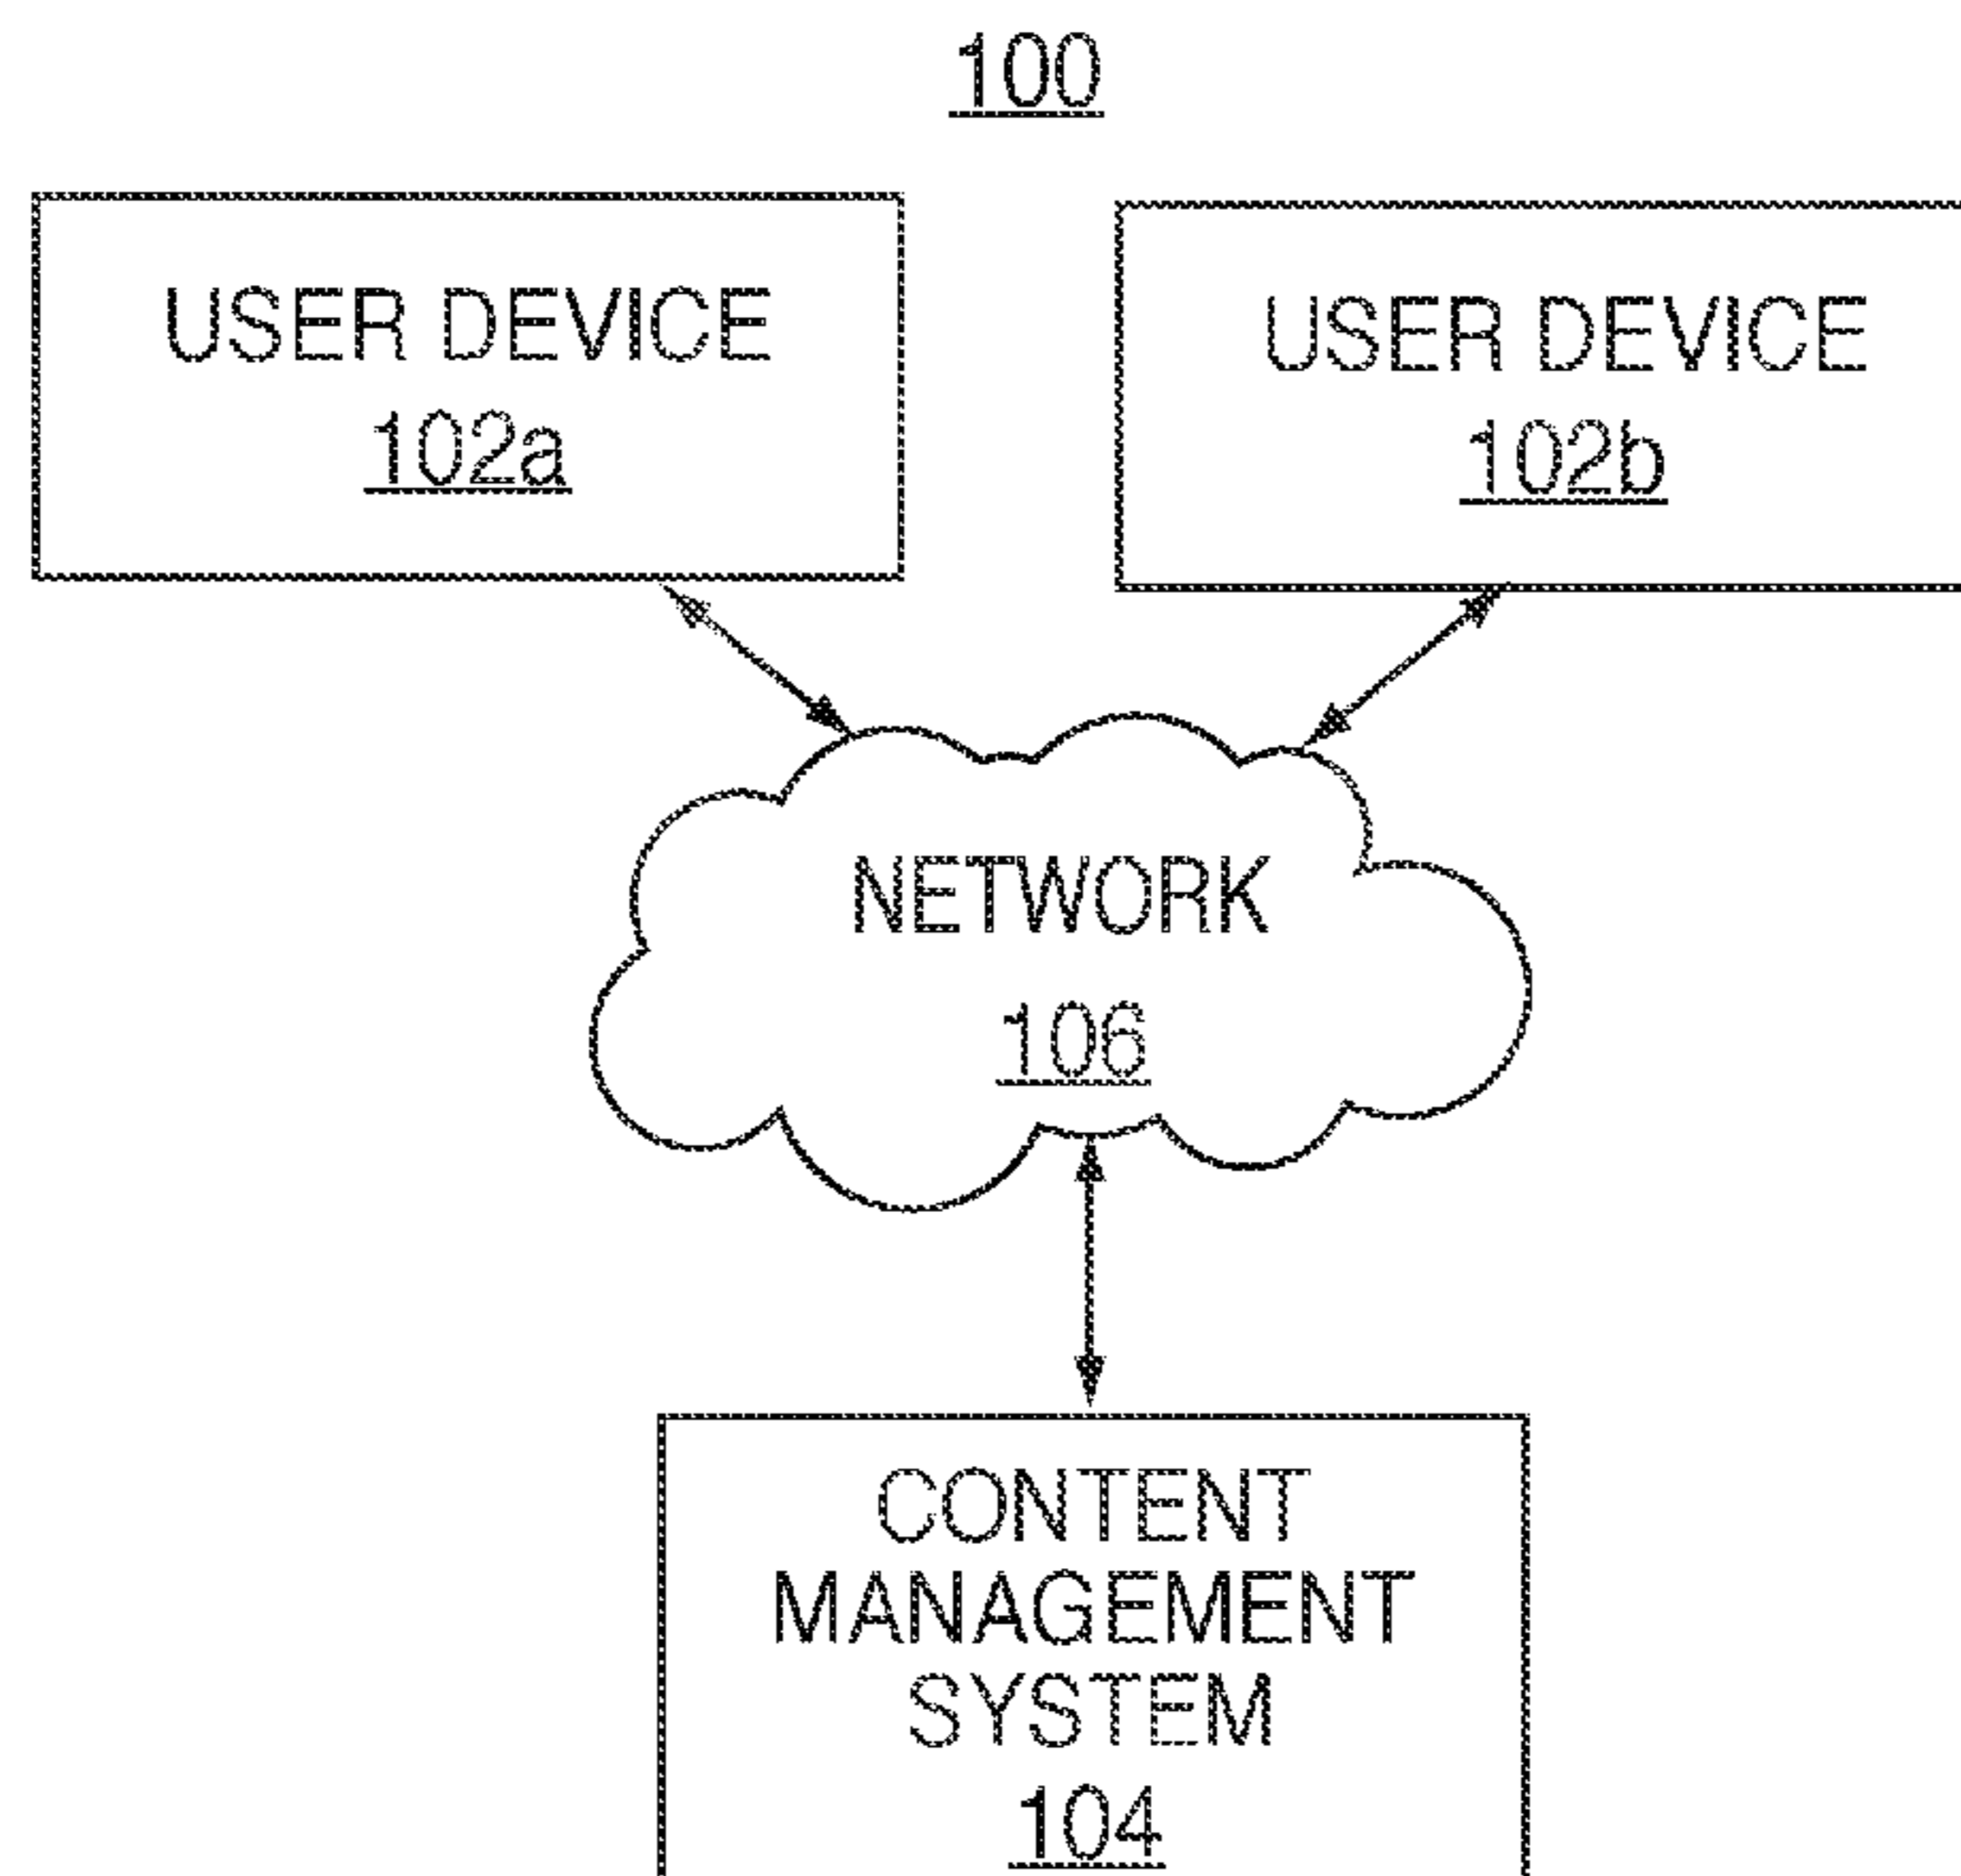 100
USER DEVICE
102a
USER DEVICE
102b
NETWORK
106
CONTENT
MANAGEMENT
SYSTEM
104